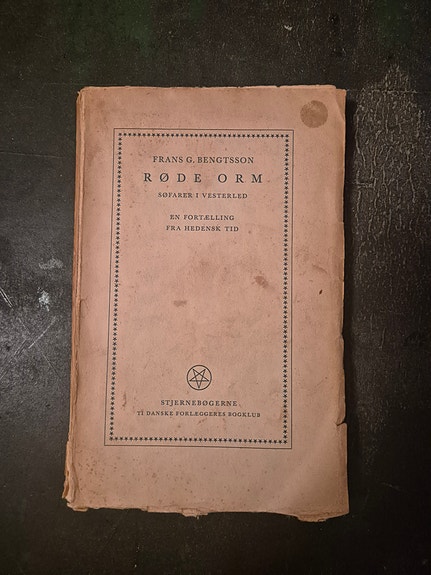 FRANS G. BENGTSSON
RØDE ORM
SØFARER I VESTERLED
EN FORTÆLLING
FRA HEDENSK TID
STJERNEBØGERNE
TI DANSKE FORLÆGGERES BOGKLUB